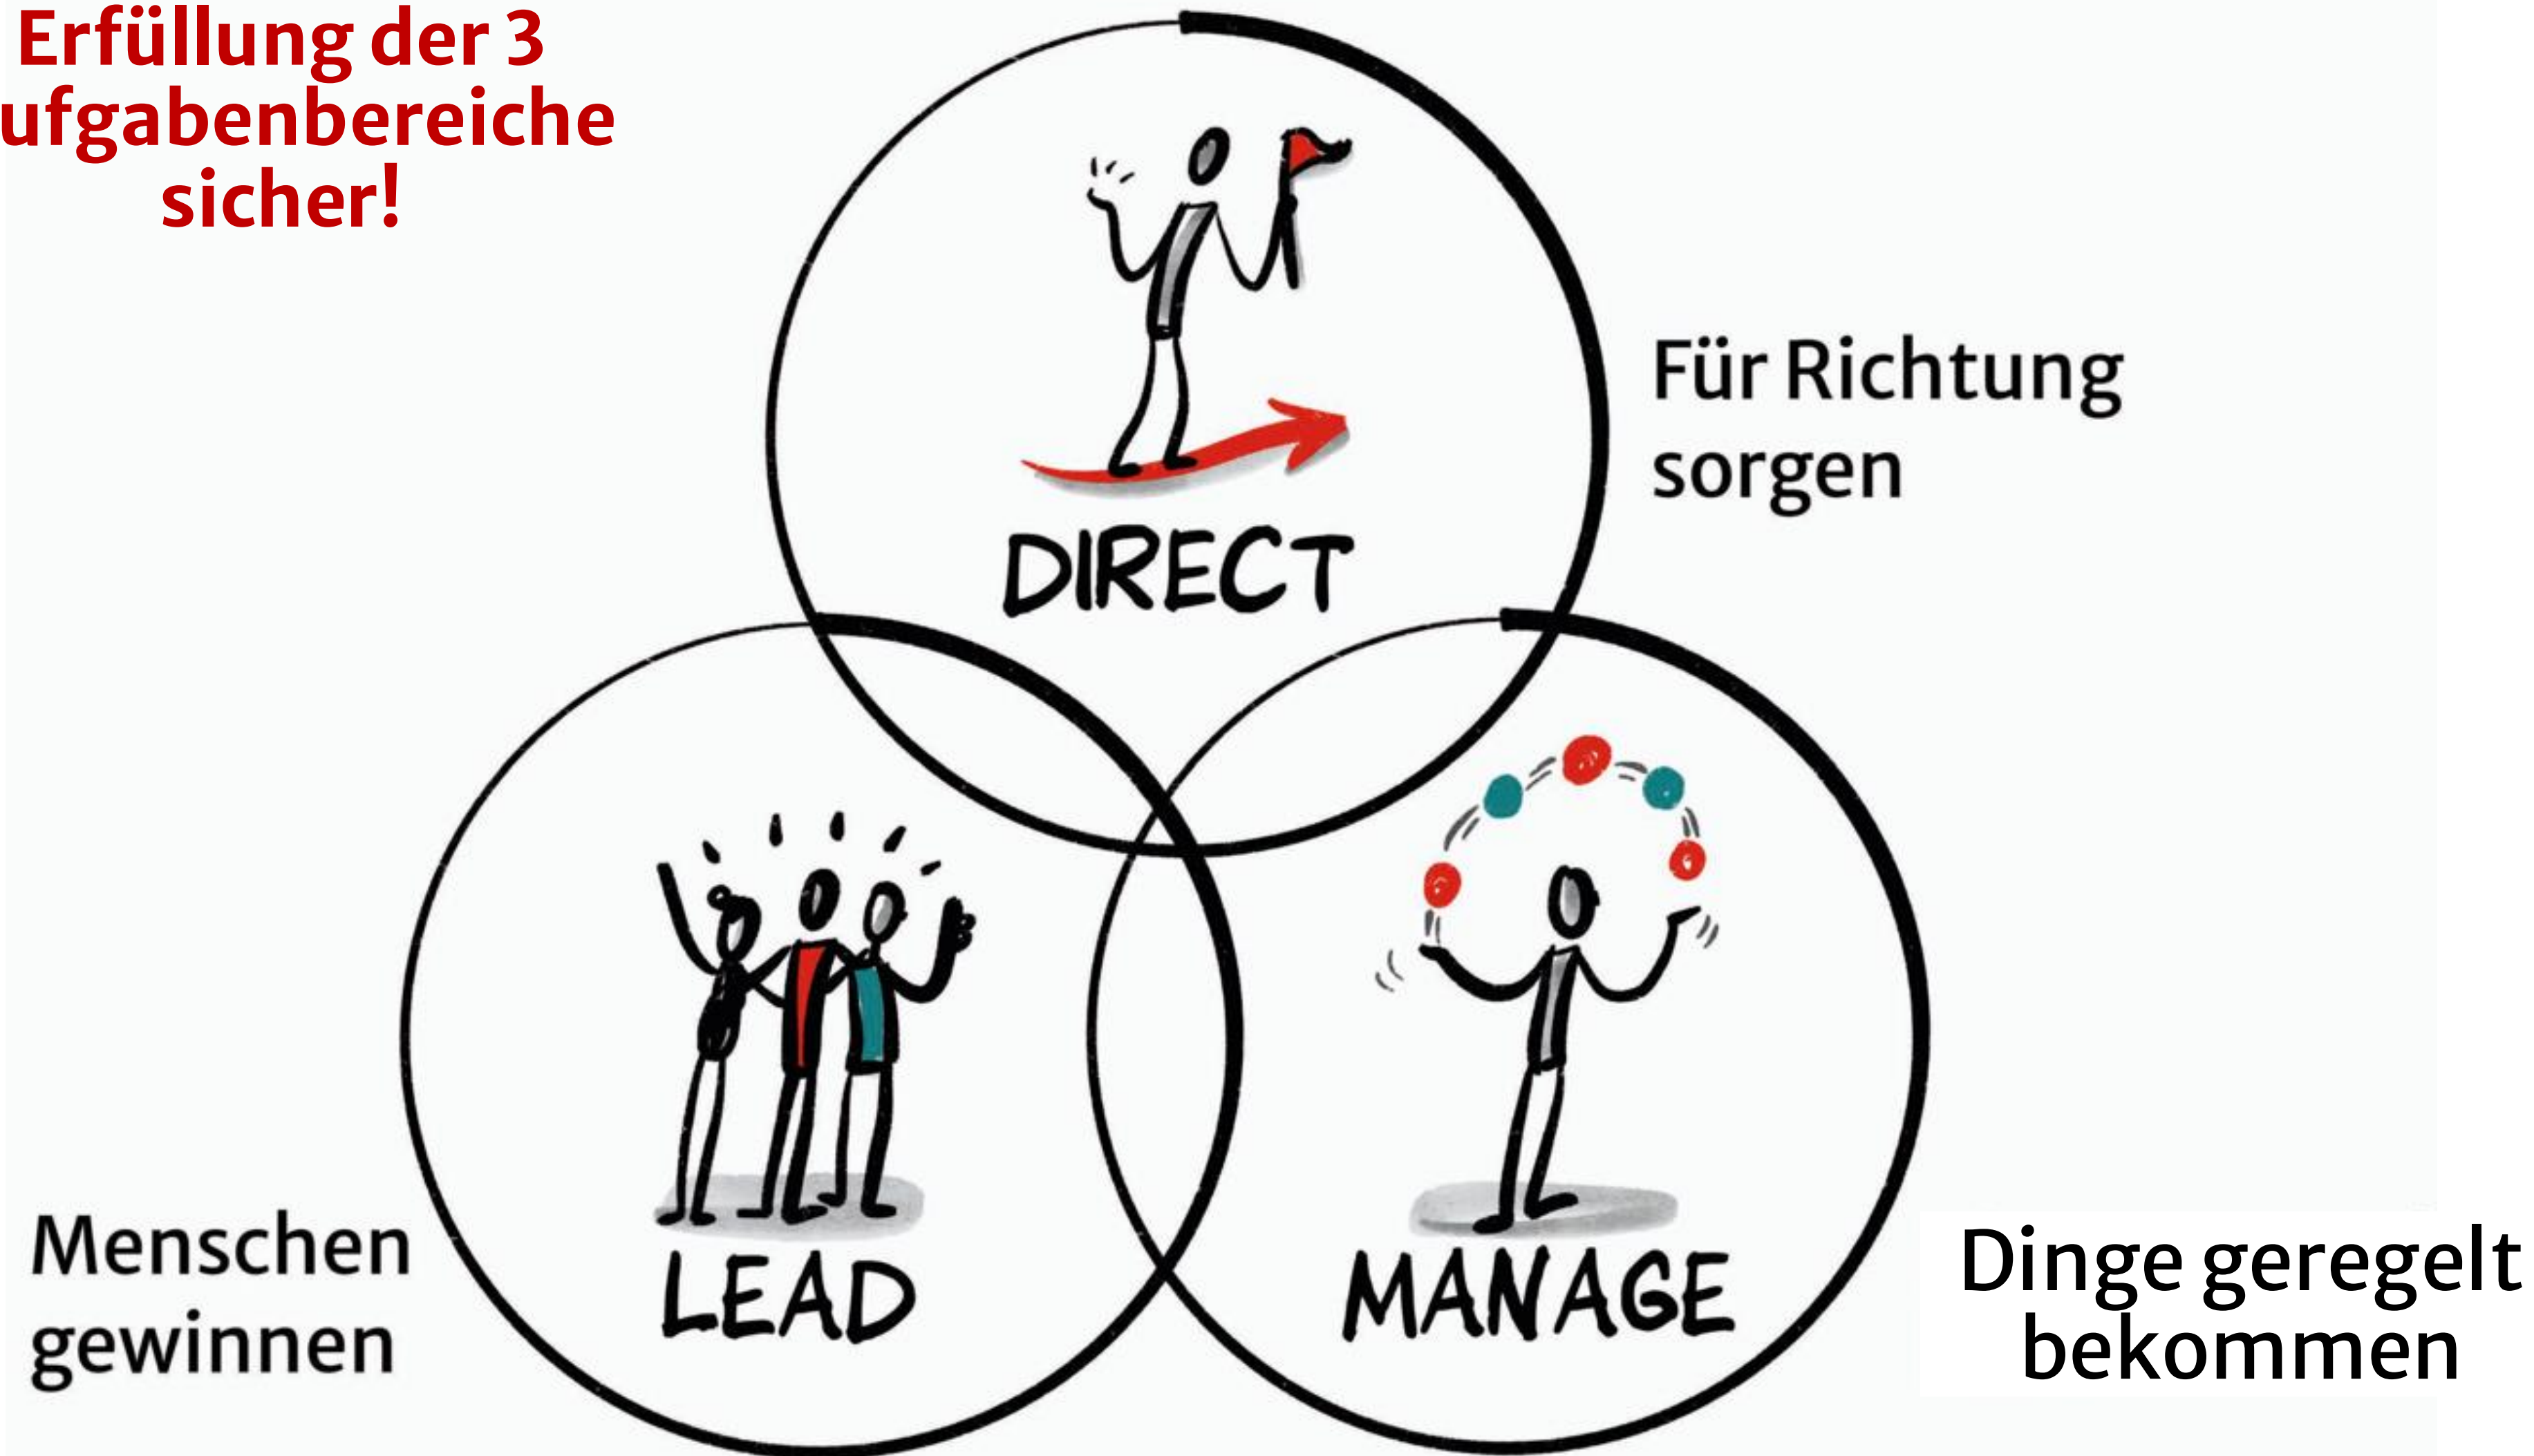 Erfüllung der 3
ufgabenbereiche
sicher!
Für Richtung
sorgen
DIRECT
Menschen
gewinnen
LEAD
MANAGE
Dinge geregelt
bekommen